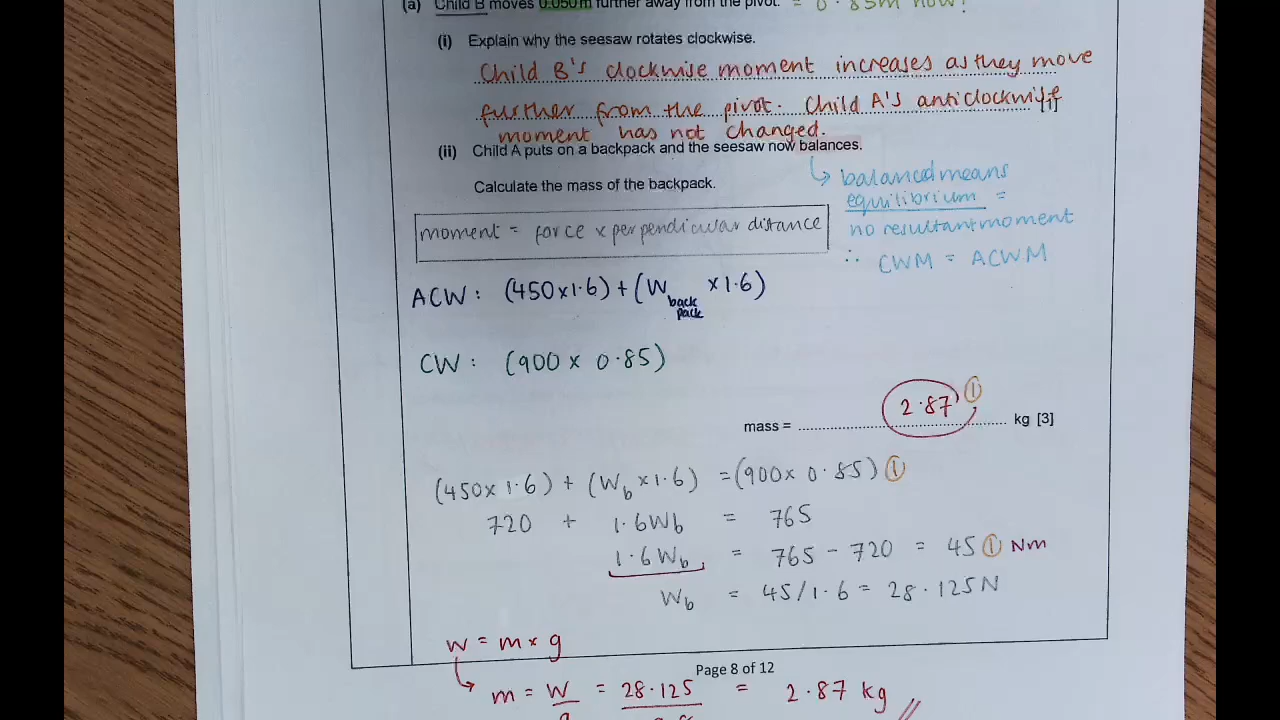 (a) Child B moves 0.050m further away from the pivot. = 0.85m now!
(i) Explain why the seesaw rotates clockwise.
Child B's clockwise moment increases as they move
further from the pivot. Child A's anticlockwise
moment has not changed.
(ii) Child A puts on a backpack and the seesaw now balances.
Calculate the mass of the backpack.
↳ balanced means
equilibrium =
no resultant moment
∴ CWM = ACWM
moment = force × perpendicular distance
ACW: (450×1.6) + (W back pack ×1.6)
CW: (900 × 0.85)
mass = 2.87 ① kg [3]
(450×1.6) + (Wb×1.6) = (900×0.85) ①
720 + 1.6Wb = 765
1.6Wb = 765 - 720 = 45 ① Nm
Wb = 45/1.6 = 28.125N
W = m × g
Page 8 of 12
↳ m = W = 28.125 = 2.87 kg //